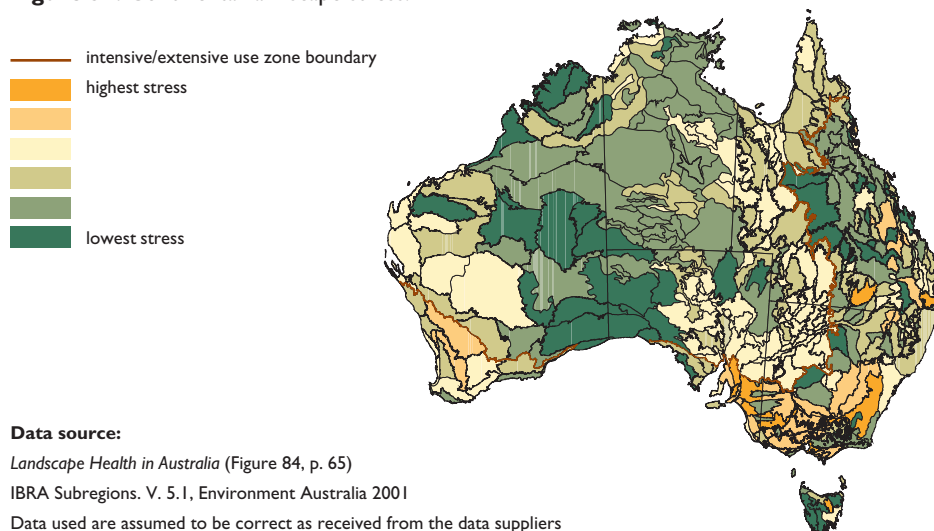 intensive/extensive use zone boundary
highest stress
lowest stress
Data source:
Landscape Health in Australia (Figure 84, p. 65)
IBRA Subregions. V. 5.1, Environment Australia 2001
Data used are assumed to be correct as received from the data suppliers